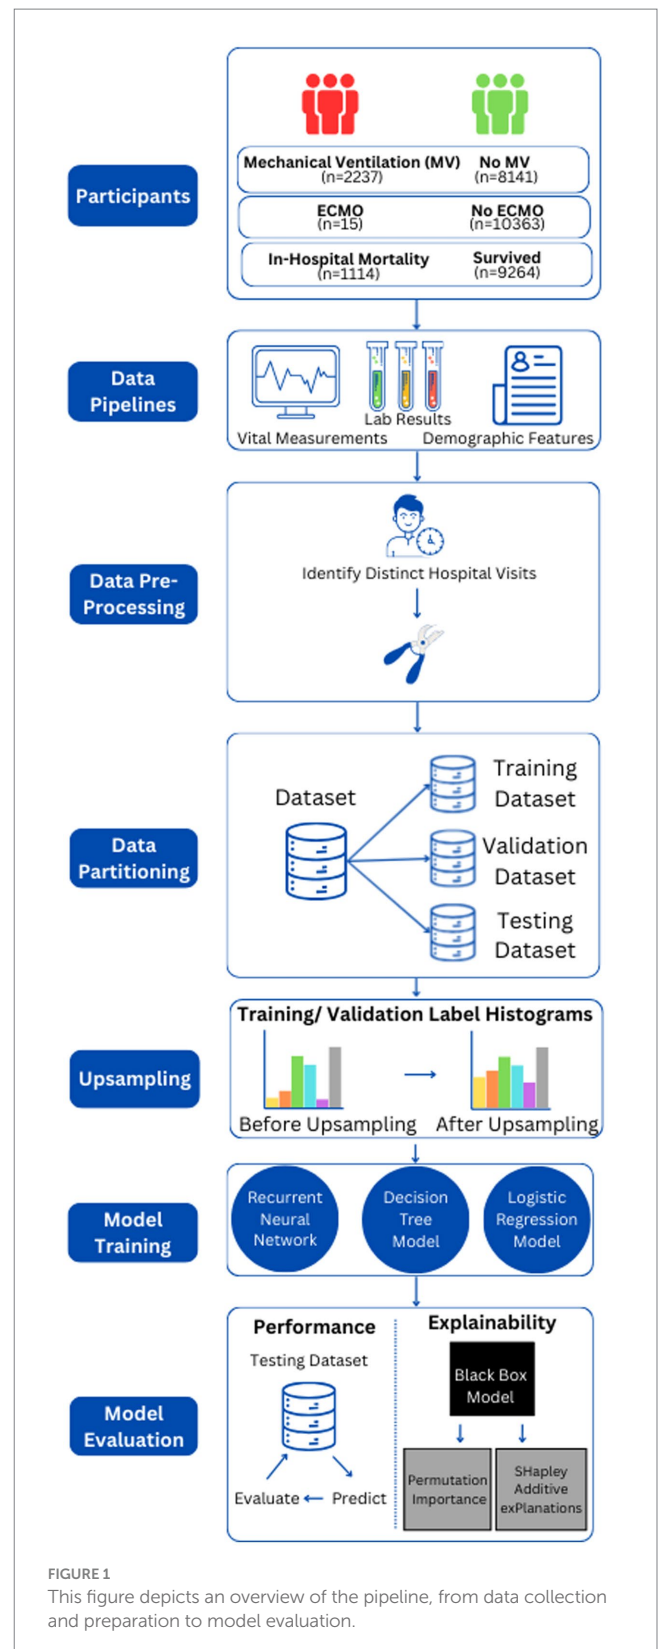 Participants
Mechanical Ventilation (MV)
(n=2237)
No MV
(n=8141)
ECMO
(n=15)
No ECMO
(n=10363)
In-Hospital Mortality
(n=1114)
Survived
(n=9264)
Data
Pipelines
Lab Results
Vital Measurements
Demographic Features
Data Pre-
Processing
Identify Distinct Hospital Visits
Data
Partitioning
Dataset
Training
Dataset
Validation
Dataset
Testing
Dataset
Upsampling
Training/ Validation Label Histograms
Before Upsampling
After Upsampling
Model
Training
Recurrent
Neural
Network
Decision
Tree
Model
Logistic
Regression
Model
Model
Evaluation
Performance
Testing Dataset
Evaluate
Predict
Explainability
Black Box
Model
Permutation
Importance
SHapley
Additive
exPlanations
FIGURE 1
This figure depicts an overview of the pipeline, from data collection
and preparation to model evaluation.